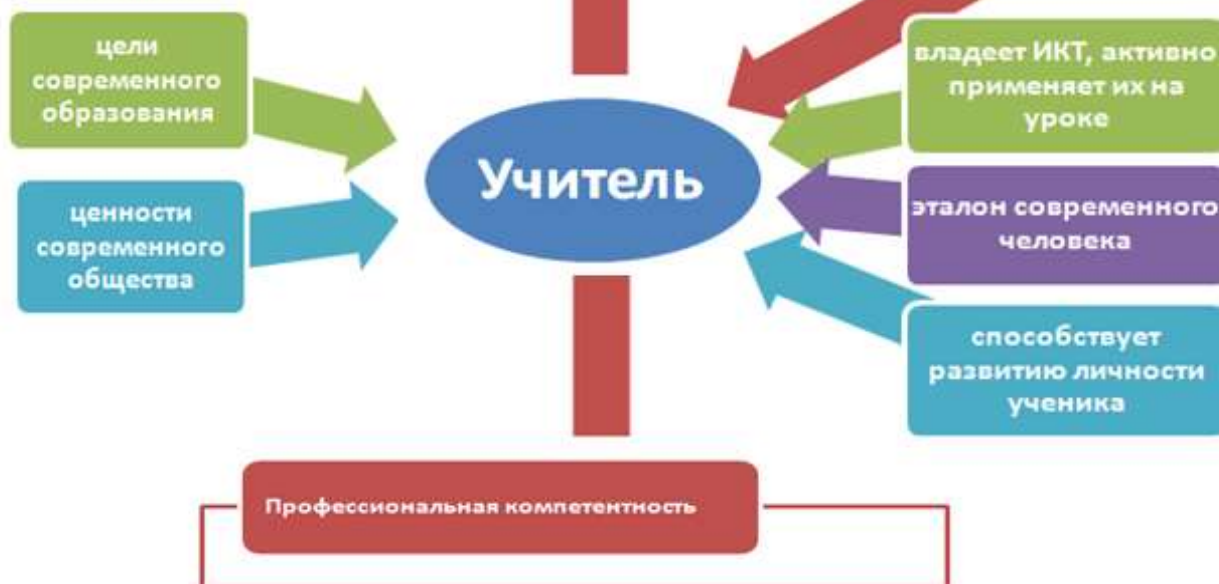 цели
современного
образования
ценности
современного
общества
Учитель
владеет ИКТ, активно
применяет их на
уроке
эталон современного
человека
способствует
развитию личности
ученика
Профессиональная компетентность